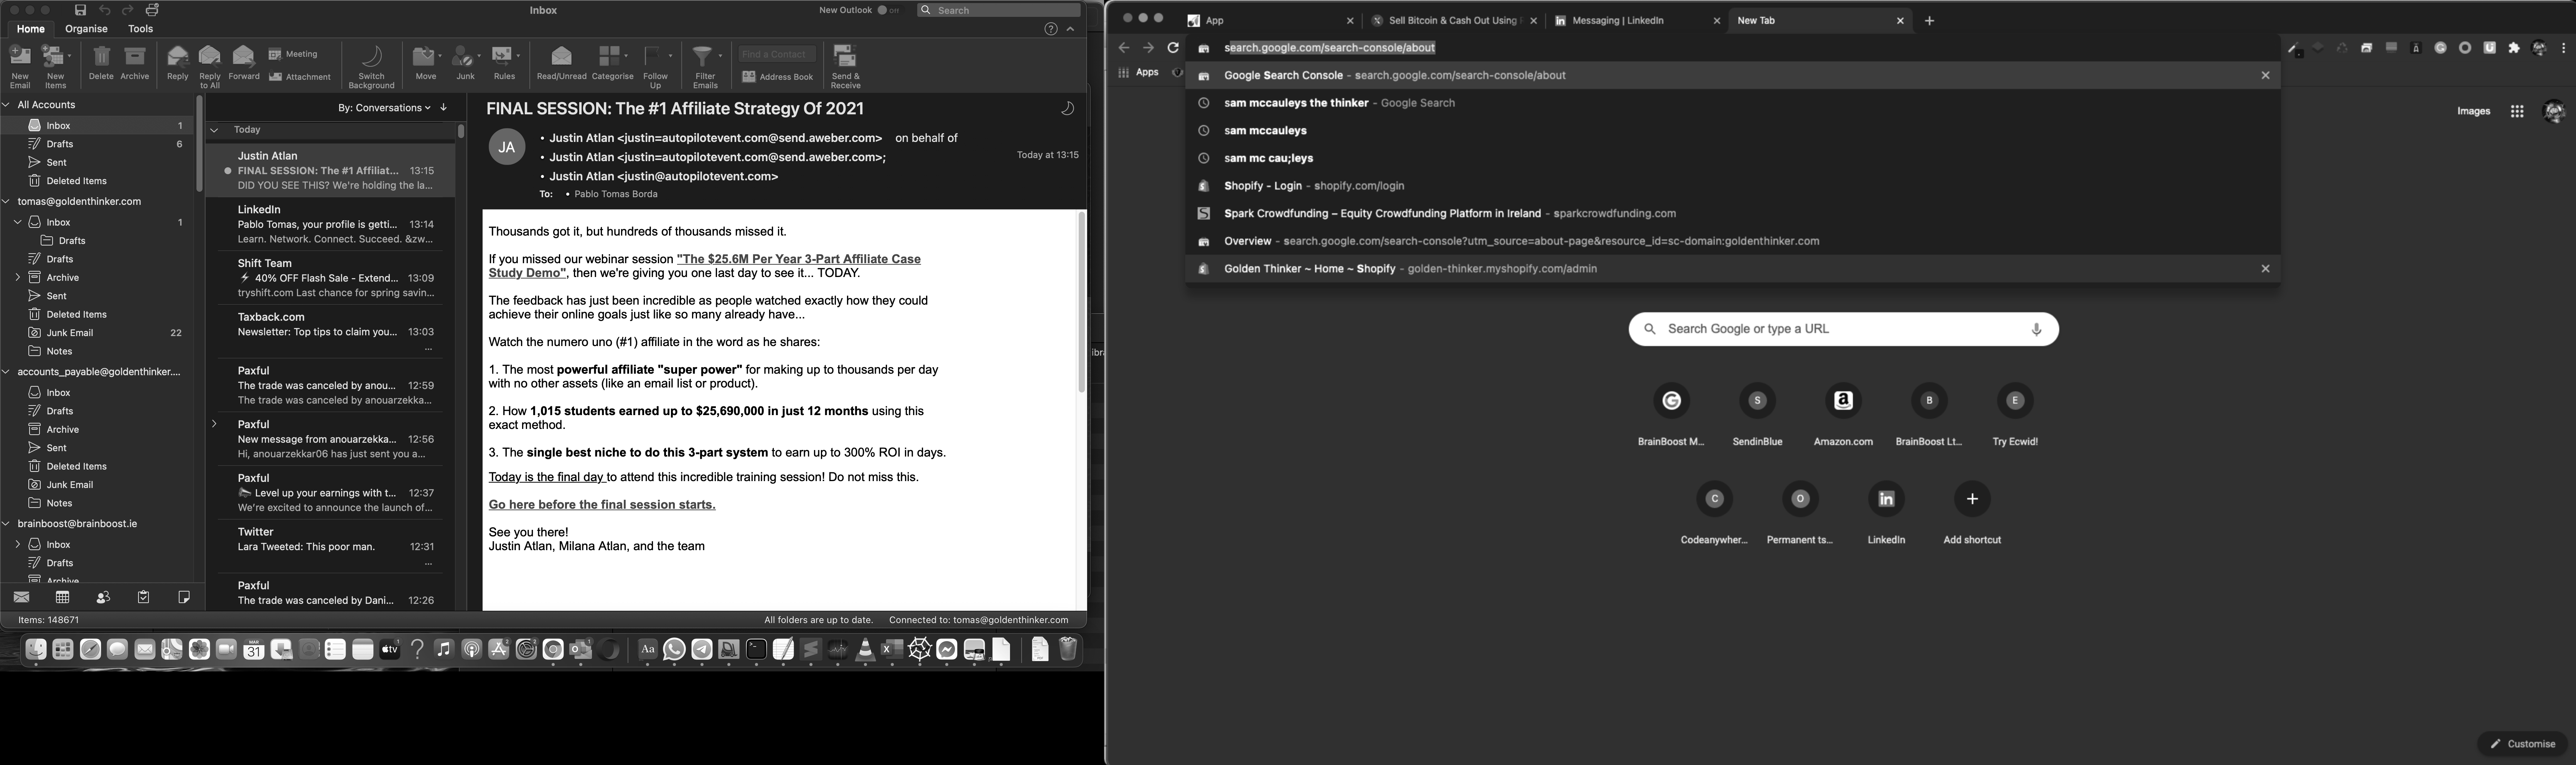 Inbox
New Outlook
Off
Search
Home
Organise
Tools
New Email
New Items
Delete
Archive
Reply
Reply to All
Forward
Meeting
Attachment
Switch Background
Move
Junk
Rules
Read/Unread
Categorise
Follow Up
Filter Emails
Find a Contact
Address Book
Send & Receive
All Accounts
Inbox 1
Drafts 6
Sent
Deleted Items
tomas@goldenthinker.com
Inbox 1
Drafts
Drafts
Archive
Sent
Deleted Items
Junk Email 22
Notes
accounts_payable@goldenthinker....
Inbox
Drafts
Archive
Sent
Deleted Items
Junk Email
Notes
brainboost@brainboost.ie
Inbox
Drafts
Archive
Items: 148671
By: Conversations
Today
Justin Atlan
FINAL SESSION: The #1 Affiliat... 13:15
DID YOU SEE THIS? We're holding the la...
LinkedIn
Pablo Tomas, your profile is getti... 13:14
Learn. Network. Connect. Succeed. &zw...
Shift Team
⚡ 40% OFF Flash Sale - Extend... 13:09
tryshift.com Last chance for spring savin...
Taxback.com
Newsletter: Top tips to claim you... 13:03
...
Paxful
The trade was canceled by anou... 12:59
The trade was canceled by anouarzekka...
Paxful
New message from anouarzekka... 12:56
Hi, anouarzekkar06 has just sent you a...
Paxful
Level up your earnings with t... 12:37
We're excited to announce the launch of...
Twitter
Lara Tweeted: This poor man. 12:31
...
Paxful
The trade was canceled by Dani... 12:26
FINAL SESSION: The #1 Affiliate Strategy Of 2021
JA
• Justin Atlan <justin=autopilotevent.com@send.aweber.com> on behalf of
• Justin Atlan <justin=autopilotevent.com@send.aweber.com>;
• Justin Atlan <justin@autopilotevent.com>
Today at 13:15
To: • Pablo Tomas Borda
Thousands got it, but hundreds of thousands missed it.
If you missed our webinar session "The $25.6M Per Year 3-Part Affiliate Case
Study Demo", then we're giving you one last day to see it... TODAY.
The feedback has just been incredible as people watched exactly how they could
achieve their online goals just like so many already have...
Watch the numero uno (#1) affiliate in the word as he shares:
1. The most powerful affiliate "super power" for making up to thousands per day
with no other assets (like an email list or product).
2. How 1,015 students earned up to $25,690,000 in just 12 months using this
exact method.
3. The single best niche to do this 3-part system to earn up to 300% ROI in days.
Today is the final day to attend this incredible training session! Do not miss this.
Go here before the final session starts.
See you there!
Justin Atlan, Milana Atlan, and the team
All folders are up to date.
Connected to: tomas@goldenthinker.com
MAR
31
tv
Aa
App
Sell Bitcoin & Cash Out Using
Messaging | LinkedIn
New Tab
search.google.com/search-console/about
Apps
Google Search Console - search.google.com/search-console/about
sam mccauleys the thinker - Google Search
sam mccauleys
sam mc cau;leys
Shopify - Login - shopify.com/login
Spark Crowdfunding – Equity Crowdfunding Platform in Ireland - sparkcrowdfunding.com
Overview - search.google.com/search-console?utm_source=about-page&resource_id=sc-domain:goldenthinker.com
Golden Thinker ~ Home ~ Shopify - golden-thinker.myshopify.com/admin
Images
Search Google or type a URL
BrainBoost M...
S
SendinBlue
a
Amazon.com
B
BrainBoost Lt...
E
Try Ecwid!
C
Codeanywher...
O
Permanent ts...
in
LinkedIn
Add shortcut
Customise